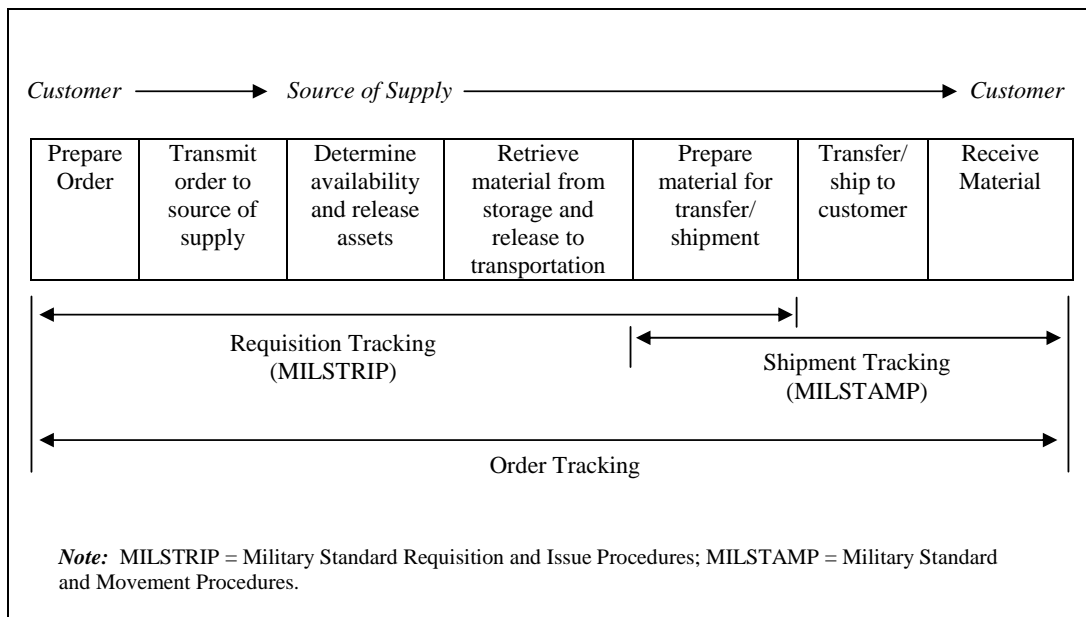 Customer Source of Supply Customer
Prepare
Order
Transmit
order to
source of
supply
Determine
availability
and release
assets
Retrieve
material from
storage and
release to
transportation
Prepare
material for
transfer/
shipment
Transfer/
ship to
customer
Receive
Material
Requisition Tracking
(MILSTRIP)
Shipment Tracking
(MILSTAMP)
Order Tracking
Note: MILSTRIP = Military Standard Requisition and Issue Procedures; MILSTAMP = Military Standard
and Movement Procedures.